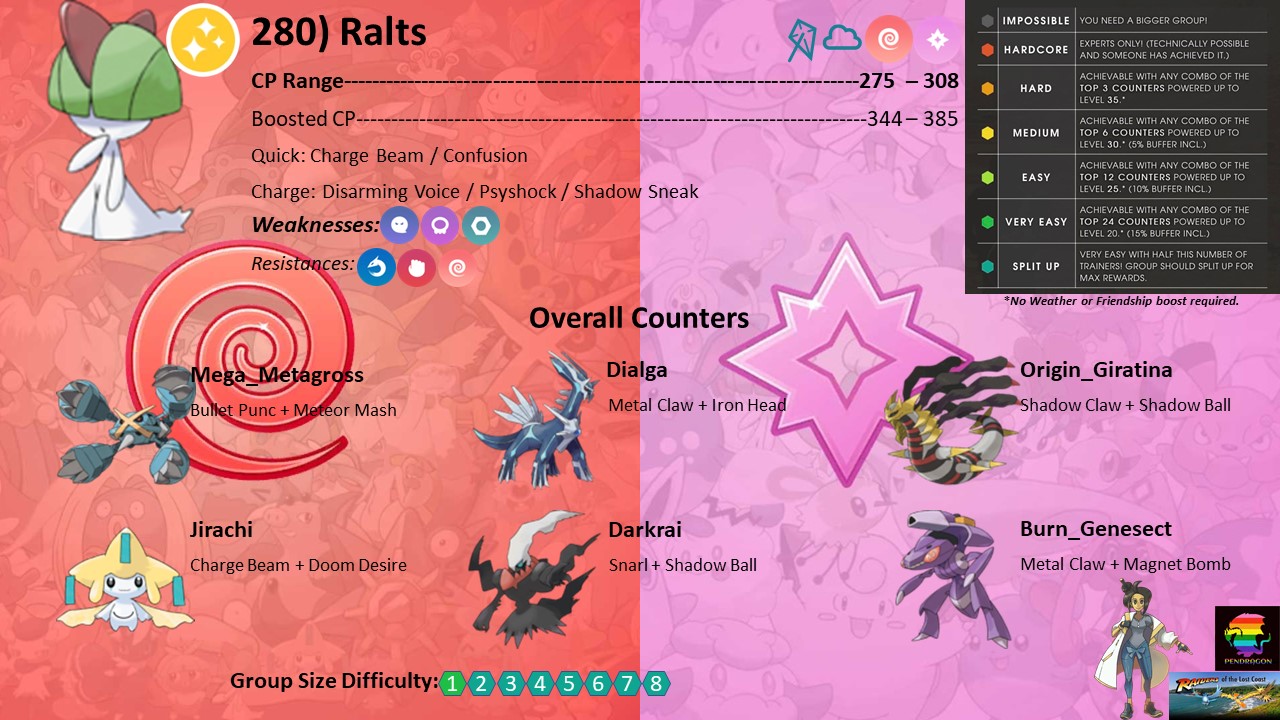 280) Ralts
CP Range---275 – 308
Boosted CP---344 – 385
Quick: Charge Beam / Confusion
Charge: Disarming Voice / Psyshock / Shadow Sneak
Weaknesses:
Resistances:
IMPOSSIBLE YOU NEED A BIGGER GROUP!
HARDCORE EXPERTS ONLY! (TECHNICALLY POSSIBLE
AND SOMEONE HAS ACHIEVED IT.)
HARD ACHIEVABLE WITH ANY COMBO OF THE
TOP 3 COUNTERS POWERED UP TO
LEVEL 35.*
MEDIUM ACHIEVABLE WITH ANY COMBO OF THE
TOP 6 COUNTERS POWERED UP TO
LEVEL 30.* (5% BUFFER INCL.)
EASY ACHIEVABLE WITH ANY COMBO OF THE
TOP 12 COUNTERS POWERED UP TO
LEVEL 25.* (10% BUFFER INCL.)
VERY EASY ACHIEVABLE WITH ANY COMBO OF THE
TOP 24 COUNTERS POWERED UP TO
LEVEL 20.* (15% BUFFER INCL.)
SPLIT UP VERY EASY WITH HALF THIS NUMBER OF
TRAINERS! GROUP SHOULD SPLIT UP FOR
MAX REWARDS.
*No Weather or Friendship boost required.
Overall Counters
Mega_Metagross
Bullet Punc + Meteor Mash
Dialga
Metal Claw + Iron Head
Origin_Giratina
Shadow Claw + Shadow Ball
Jirachi
Charge Beam + Doom Desire
Darkrai
Snarl + Shadow Ball
Burn_Genesect
Metal Claw + Magnet Bomb
Group Size Difficulty: 1 2 3 4 5 6 7 8
PENDRAGON
RAIDERS of the Lost Coast